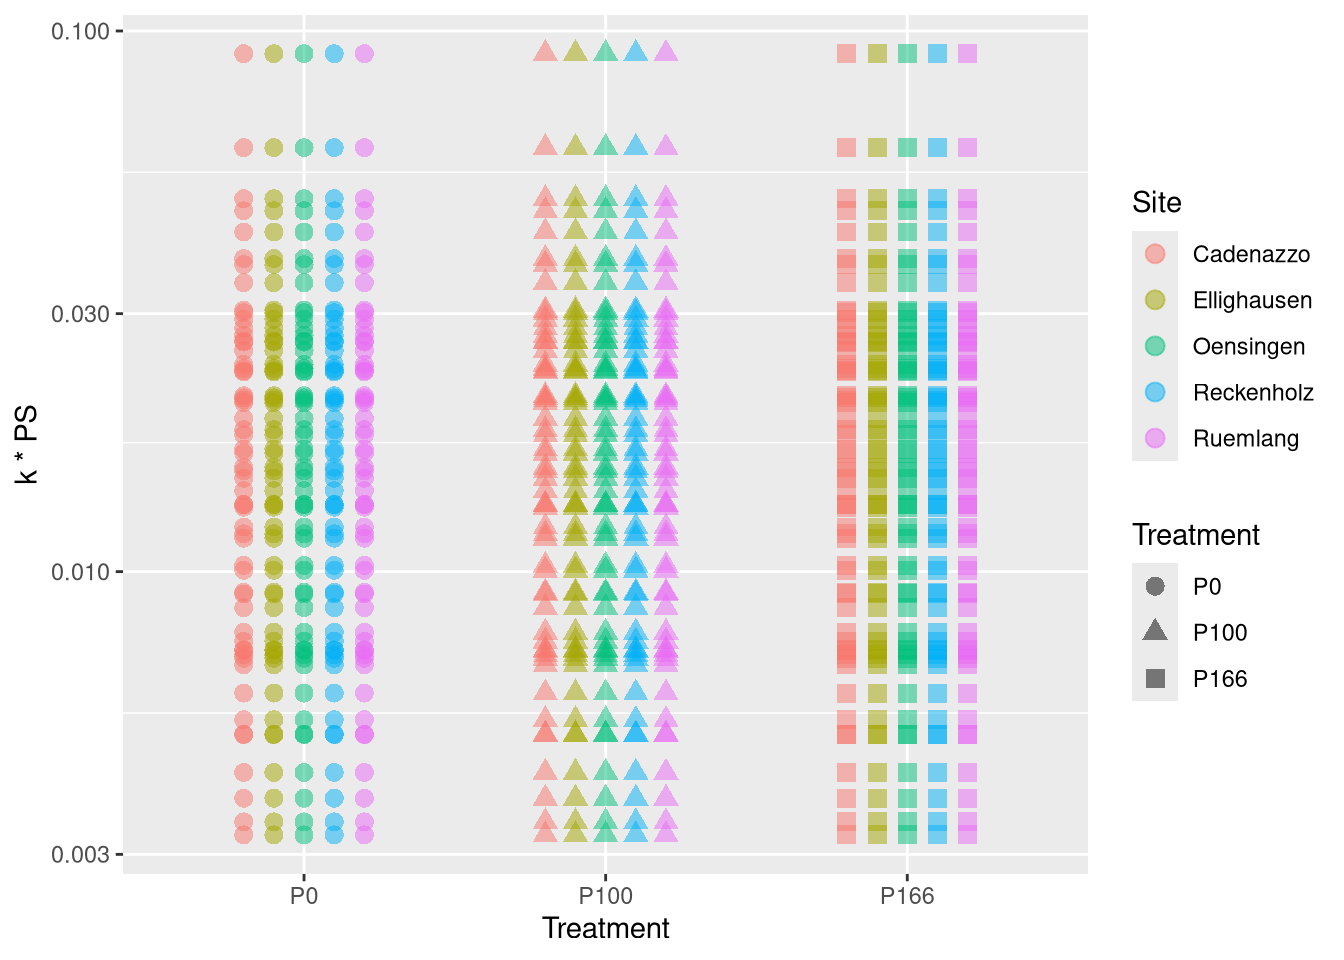 0.100
0.030
0.010
0.003
k * PS
P0
P100
P166
Treatment
Site
Cadenazzo
Ellighausen
Oensingen
Reckenholz
Ruemlang
Treatment
P0
P100
P166